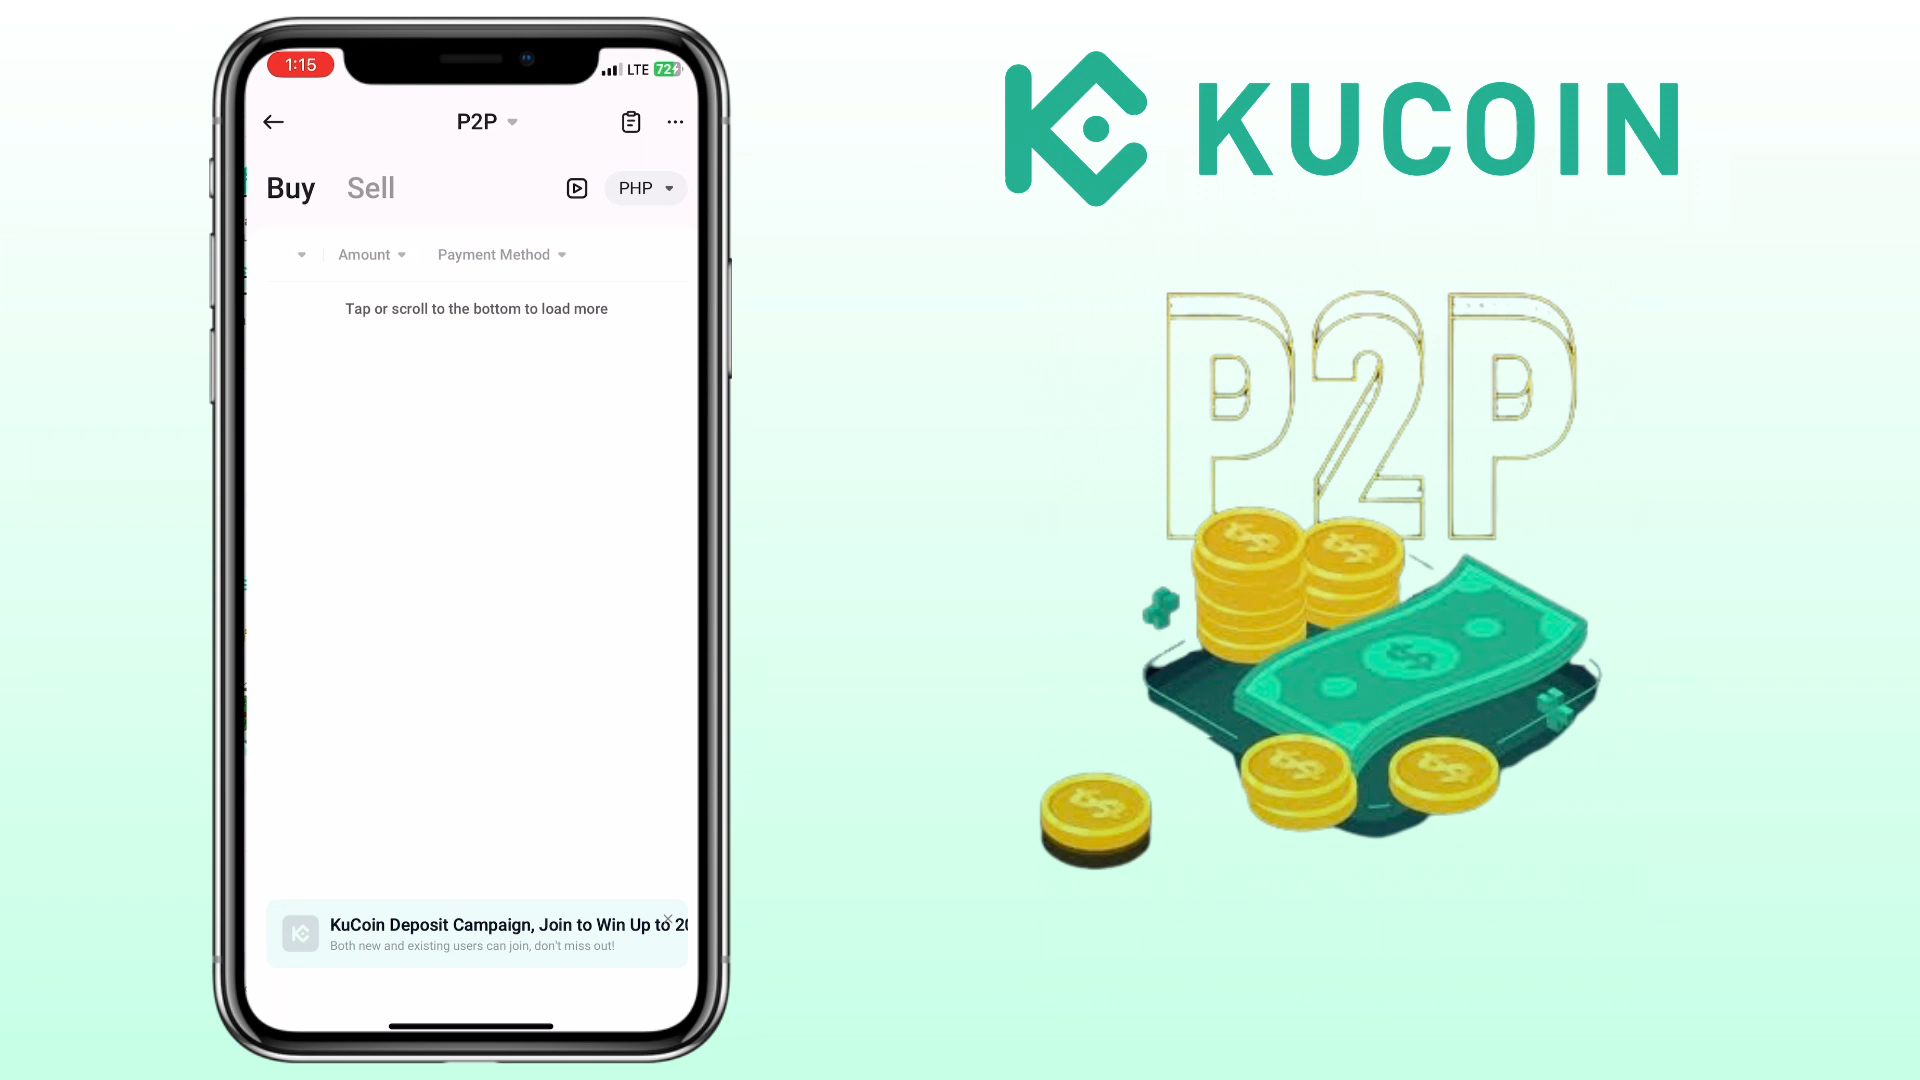 1:15
LTE
72
P2P
Buy
Sell
PHP
Amount
Payment Method
Tap or scroll to the bottom to load more
KuCoin Deposit Campaign, Join to Win Up to
Both new and existing users can join, don't miss out!
KUCOIN
P2P